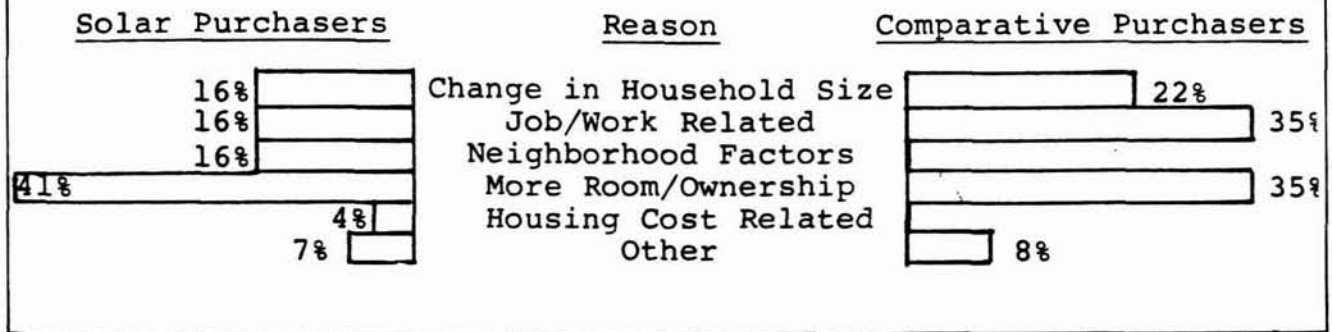 Solar Purchasers Reason Comparative Purchasers
16% Change in Household Size 22%
16% Job/Work Related 35%
16% Neighborhood Factors
41% More Room/Ownership 35%
4% Housing Cost Related
7% Other 8%